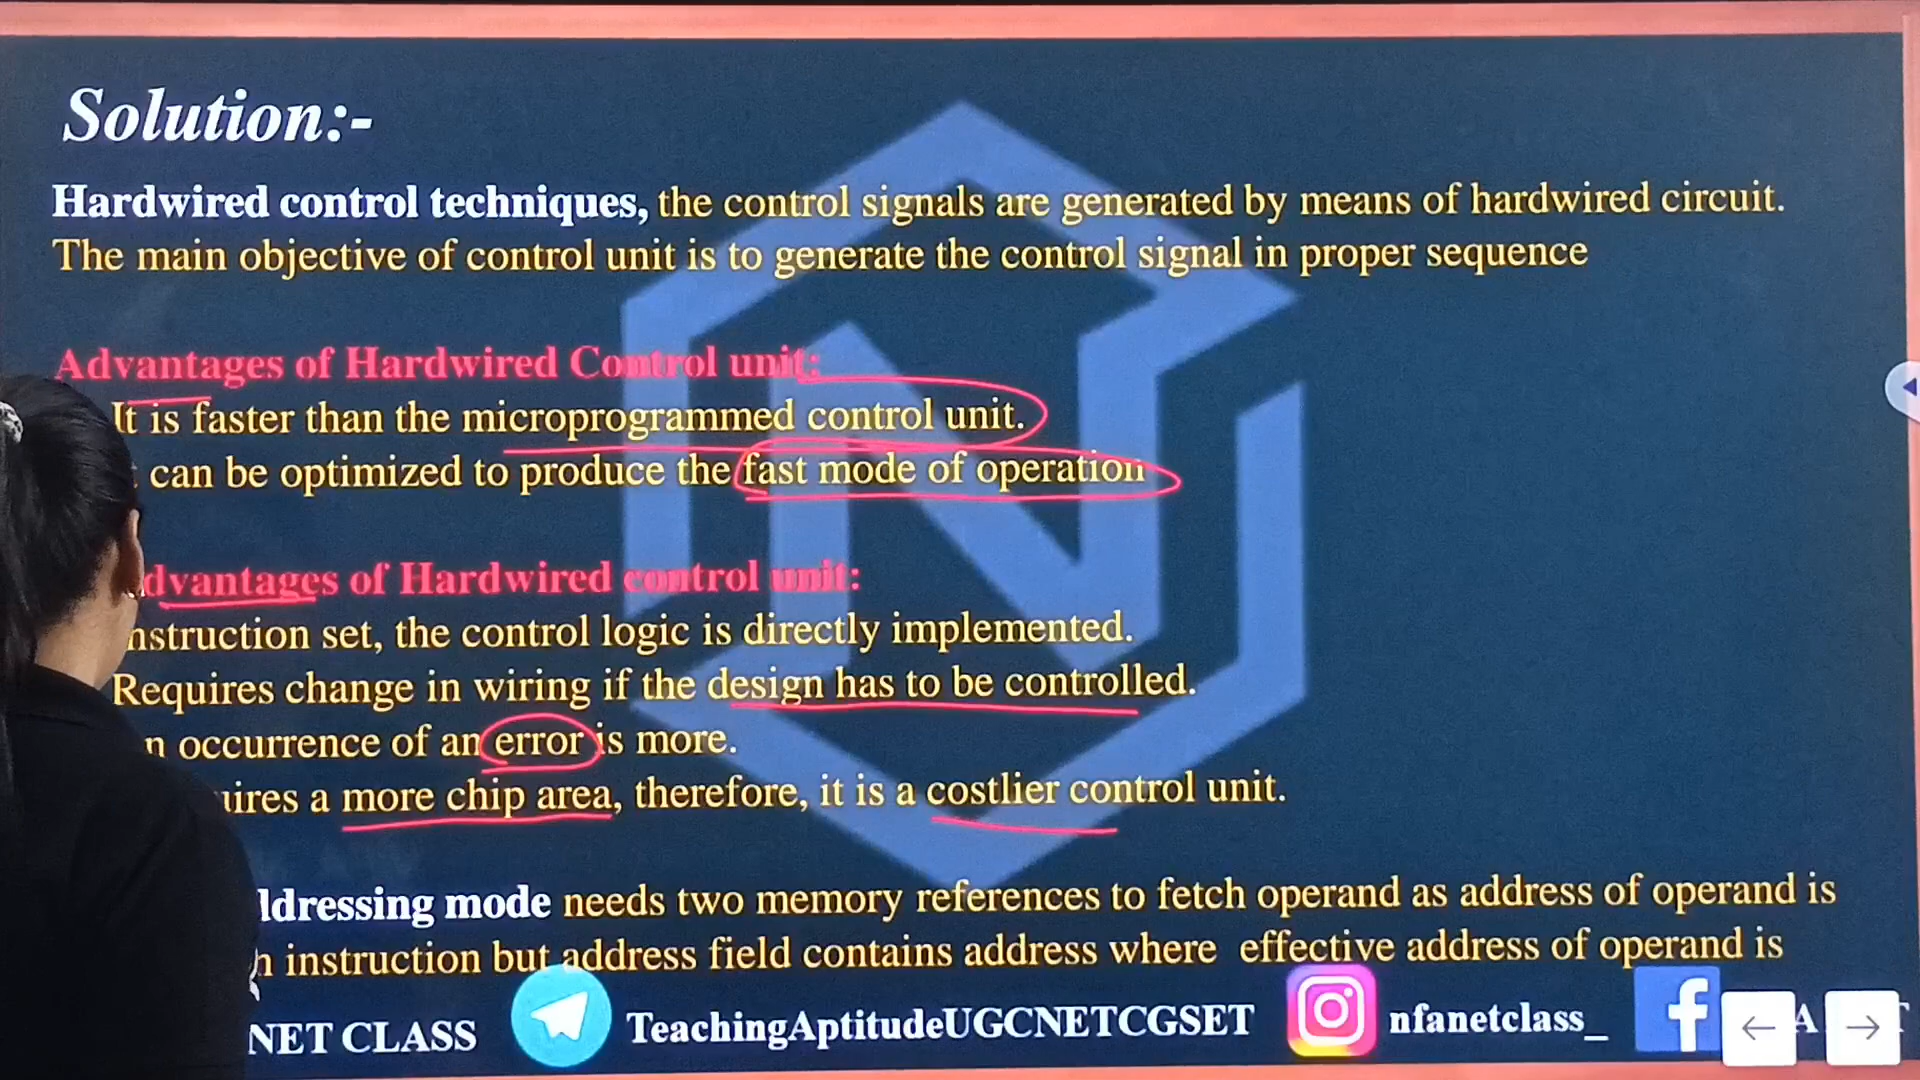 Solution:-
Hardwired control techniques, the control signals are generated by means of hardwired circuit.
The main objective of control unit is to generate the control signal in proper sequence
Advantages of Hardwired Control unit:
It is faster than the microprogrammed control unit.
can be optimized to produce the fast mode of operation
dvantages of Hardwired control unit:
nstruction set, the control logic is directly implemented.
Requires change in wiring if the design has to be controlled.
n occurrence of an error is more.
uires a more chip area, therefore, it is a costlier control unit.
ldressing mode needs two memory references to fetch operand as address of operand is
n instruction but address field contains address where effective address of operand is
NET CLASS TeachingAptitudeUGCNETCGSET nfanetclass_